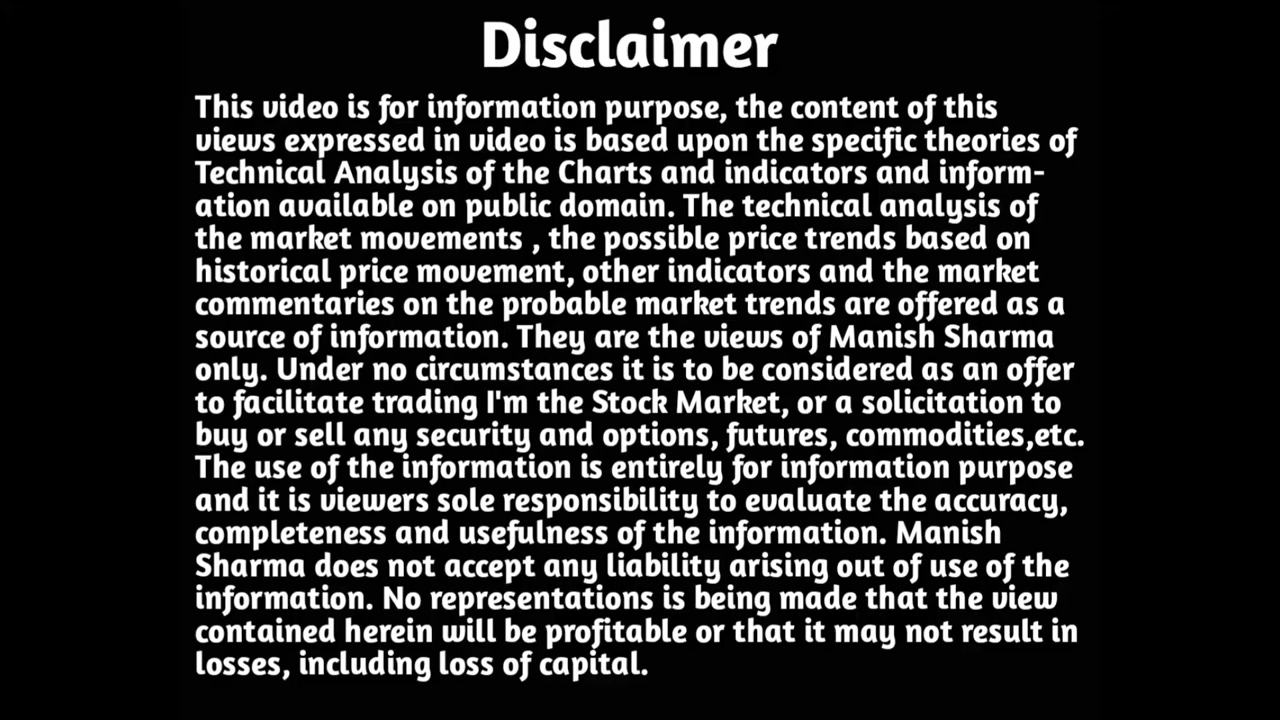 Disclaimer
This video is for information purpose, the content of this
views expressed in video is based upon the specific theories of
Technical Analysis of the Charts and indicators and inform-
ation available on public domain. The technical analysis of
the market movements , the possible price trends based on
historical price movement, other indicators and the market
commentaries on the probable market trends are offered as a
source of information. They are the views of Manish Sharma
only. Under no circumstances it is to be considered as an offer
to facilitate trading I'm the Stock Market, or a solicitation to
buy or sell any security and options, futures, commodities,etc.
The use of the information is entirely for information purpose
and it is viewers sole responsibility to evaluate the accuracy,
completeness and usefulness of the information. Manish
Sharma does not accept any liability arising out of use of the
information. No representations is being made that the view
contained herein will be profitable or that it may not result in
losses, including loss of capital.